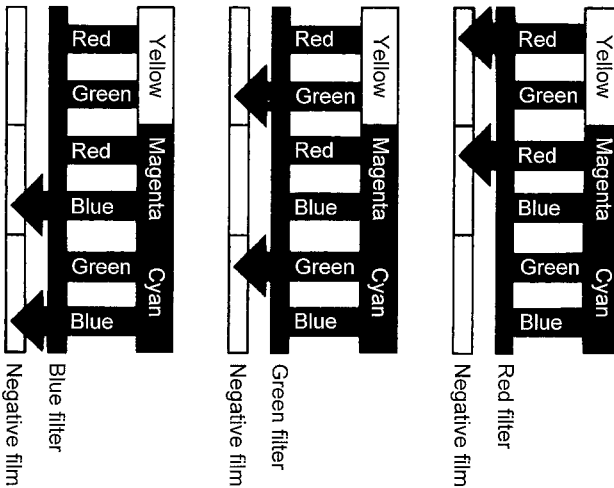 Yellow Magenta Cyan
Red
Green
Red
Blue
Green
Blue
Blue filter
Negative film
Yellow Magenta Cyan
Red
Green
Red
Blue
Green
Blue
Green filter
Negative film
Yellow Magenta Cyan
Red
Green
Red
Blue
Green
Blue
Red filter
Negative film